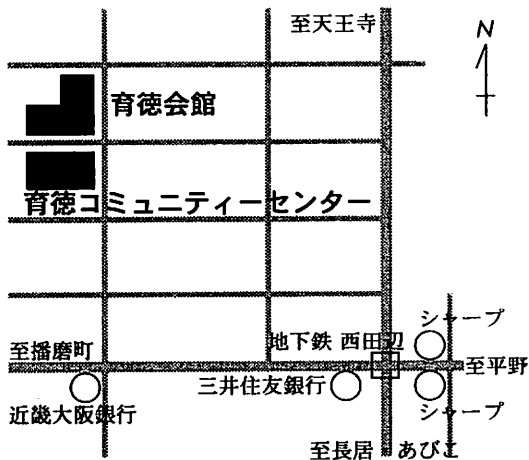 至天王寺
N
育徳会館
育徳コミュニティーセンター
シャープ
地下鉄 西田辺
至播磨町
至平野
三井住友銀行
近畿大阪銀行
シャープ
至長居 あびこ